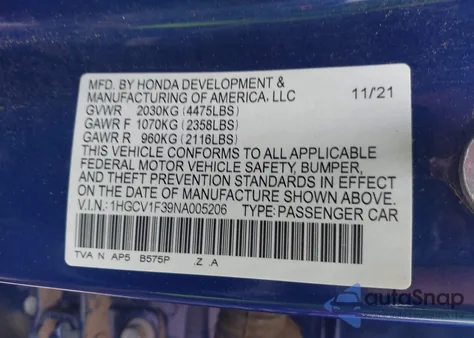 MFD. BY HONDA DEVELOPMENT &
MANUFACTURING OF AMERICA, LLC 11/21
GVWR 2030KG (4475LBS)
GAWR F 1070KG (2358LBS)
GAWR R 960KG (2116LBS)
THIS VEHICLE CONFORMS TO ALL APPLICABLE
FEDERAL MOTOR VEHICLE SAFETY, BUMPER,
AND THEFT PREVENTION STANDARDS IN EFFECT
ON THE DATE OF MANUFACTURE SHOWN ABOVE.
V.I.N.: 1HGCV1F39NA005206 TYPE: PASSENGER CAR
TVA N AP5 B575P .Z .A
autoSnap